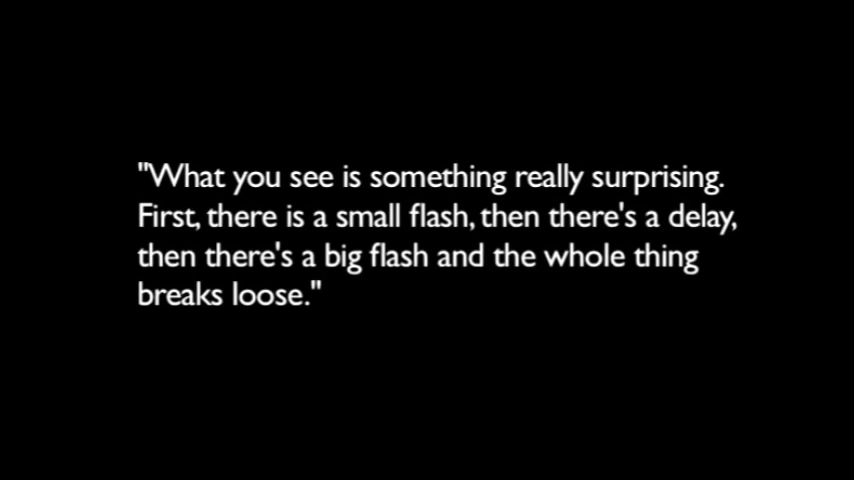 "What you see is something really surprising.
First, there is a small flash, then there's a delay,
then there's a big flash and the whole thing
breaks loose."